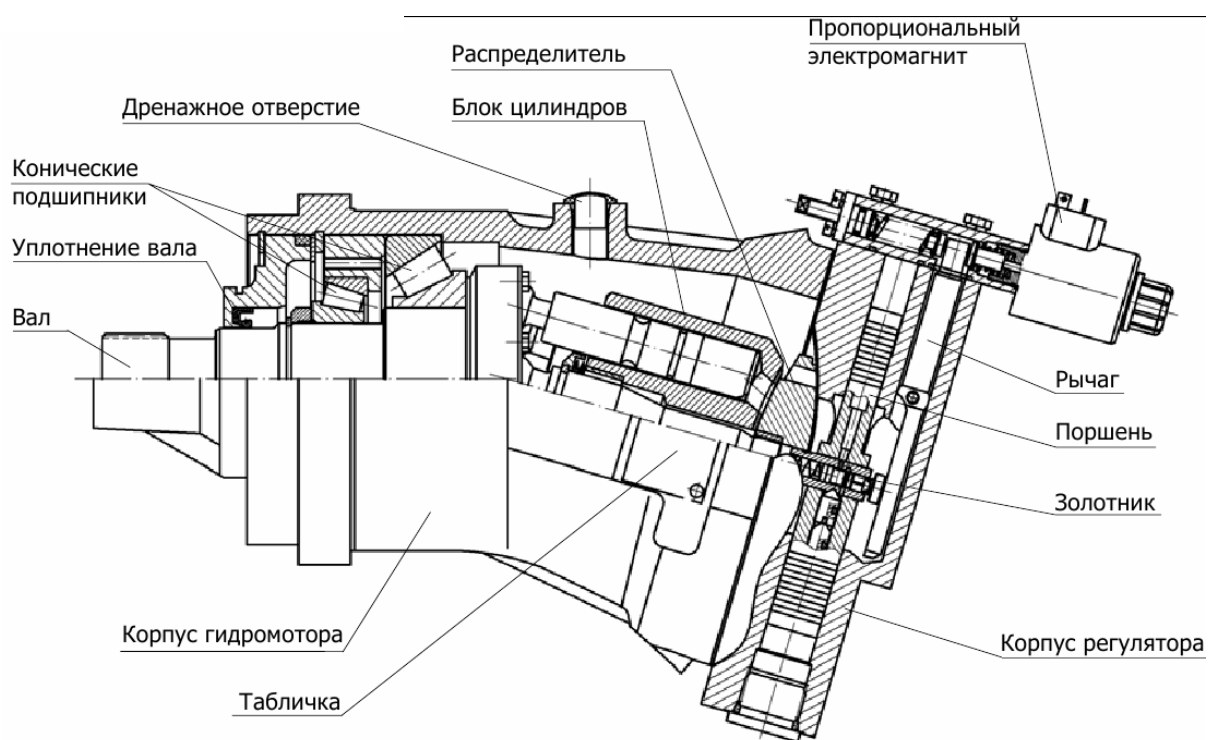 Пропорциональный
электромагнит
Распределитель
Дренажное отверстие
Блок цилиндров
Конические
подшипники
Уплотнение вала
Вал
Рычаг
Поршень
Золотник
Корпус гидромотора
Корпус регулятора
Табличка